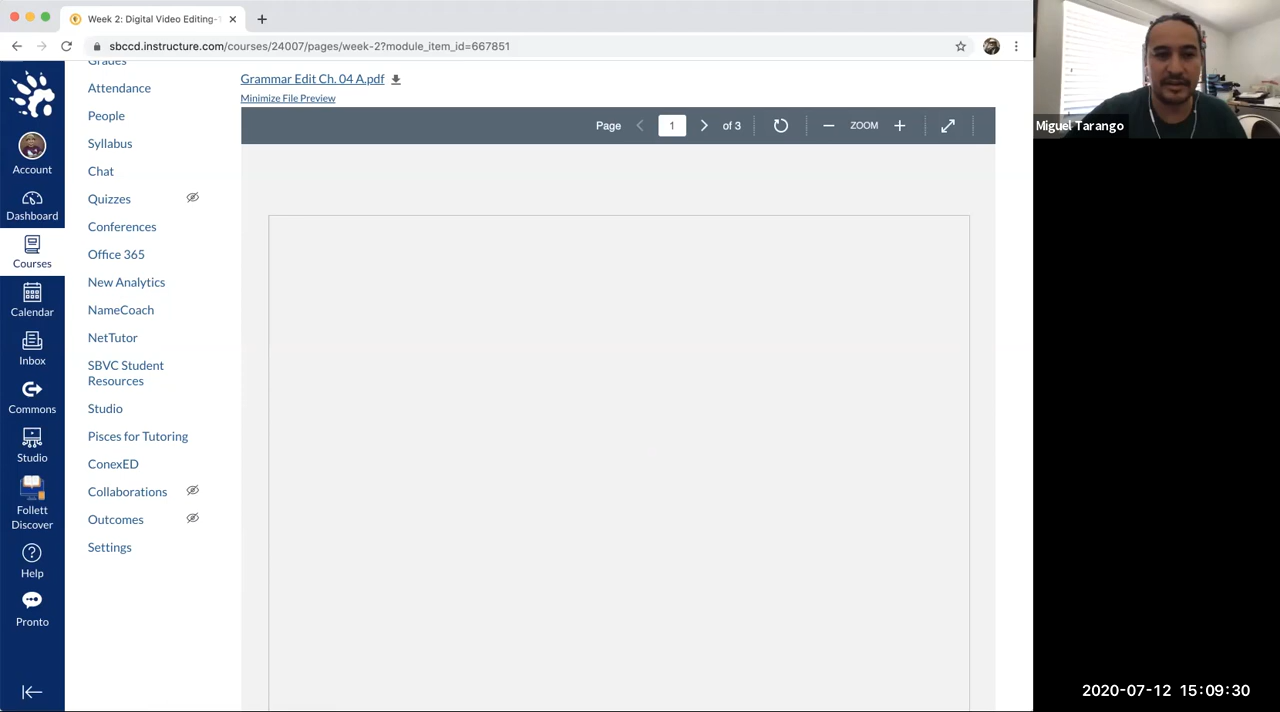 Week 2: Digital Video Editing-
sbccd.instructure.com/courses/24007/pages/week-2?module_item_id=667851
Grades
Attendance
People
Syllabus
Chat
Quizzes
Conferences
Office 365
New Analytics
NameCoach
NetTutor
SBVC Student
Resources
Studio
Pisces for Tutoring
ConexED
Collaborations
Outcomes
Settings
Account
Dashboard
Courses
Calendar
Inbox
Commons
Studio
Follett
Discover
Help
Pronto
Grammar Edit Ch. 04 A.pdf
Minimize File Preview
Page 1 of 3 ZOOM
Miguel Tarango
2020-07-12 15:09:30